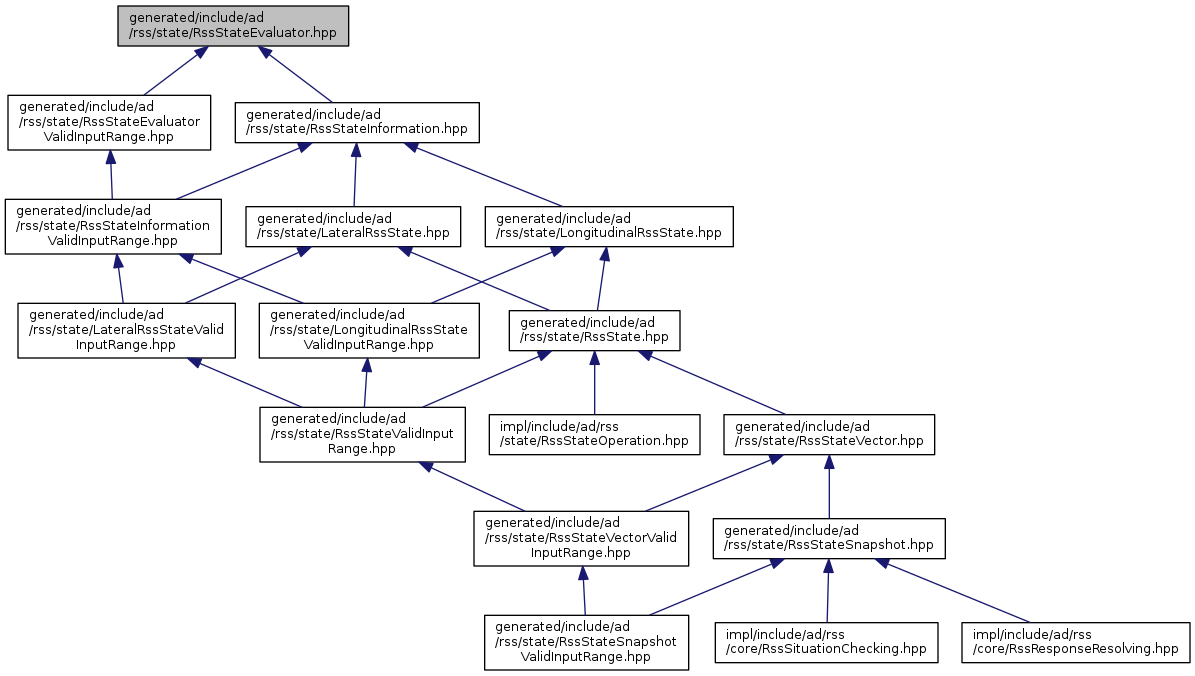 generated/include/ad
/rss/state/RssStateEvaluator.hpp
generated/include/ad
/rss/state/RssStateEvaluator
ValidInputRange.hpp
generated/include/ad
/rss/state/RssStateInformation.hpp
generated/include/ad
/rss/state/RssStateInformation
ValidInputRange.hpp
generated/include/ad
/rss/state/LateralRssState.hpp
generated/include/ad
/rss/state/LongitudinalRssState.hpp
generated/include/ad
/rss/state/LateralRssStateValid
InputRange.hpp
generated/include/ad
/rss/state/LongitudinalRssState
ValidInputRange.hpp
generated/include/ad
/rss/state/RssState.hpp
generated/include/ad
/rss/state/RssStateValidInput
Range.hpp
impl/include/ad/rss
/state/RssStateOperation.hpp
generated/include/ad
/rss/state/RssStateVector.hpp
generated/include/ad
/rss/state/RssStateVectorValid
InputRange.hpp
generated/include/ad
/rss/state/RssStateSnapshot.hpp
generated/include/ad
/rss/state/RssStateSnapshot
ValidInputRange.hpp
impl/include/ad/rss
/core/RssSituationChecking.hpp
impl/include/ad/rss
/core/RssResponseResolving.hpp